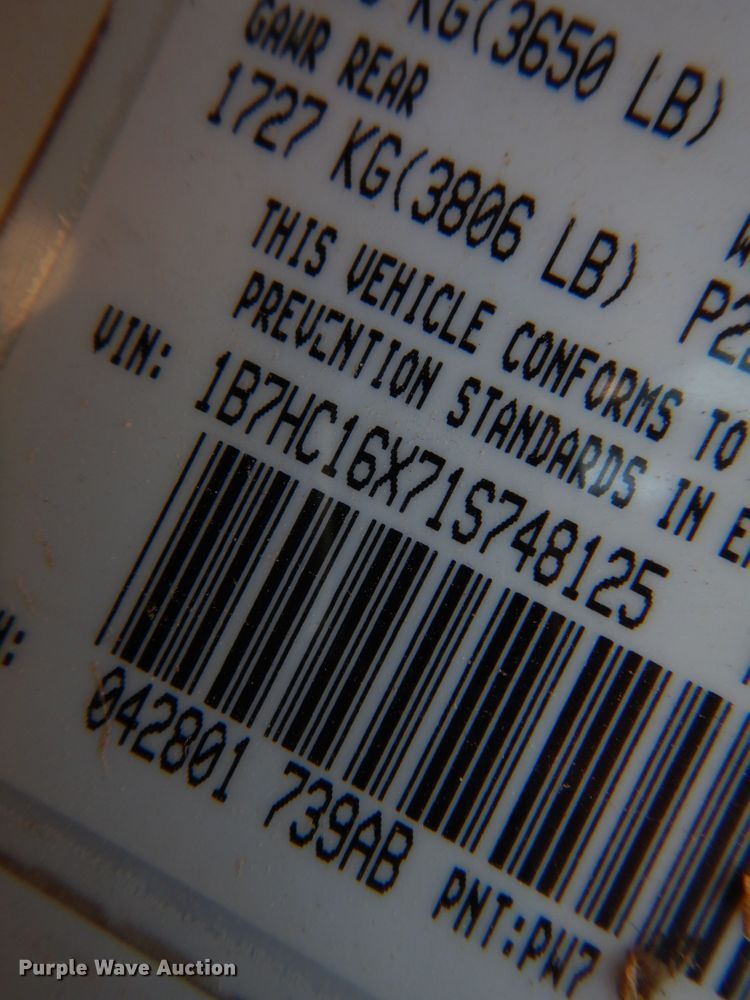 KG(3650 LB)
GAWR REAR
1727 KG(3806 LB)
THIS VEHICLE CONFORMS TO
PREVENTION STANDARDS IN
VIN: 1B7HC16X71S748125
042801 739AB PNT:PW7
Purple Wave Auction